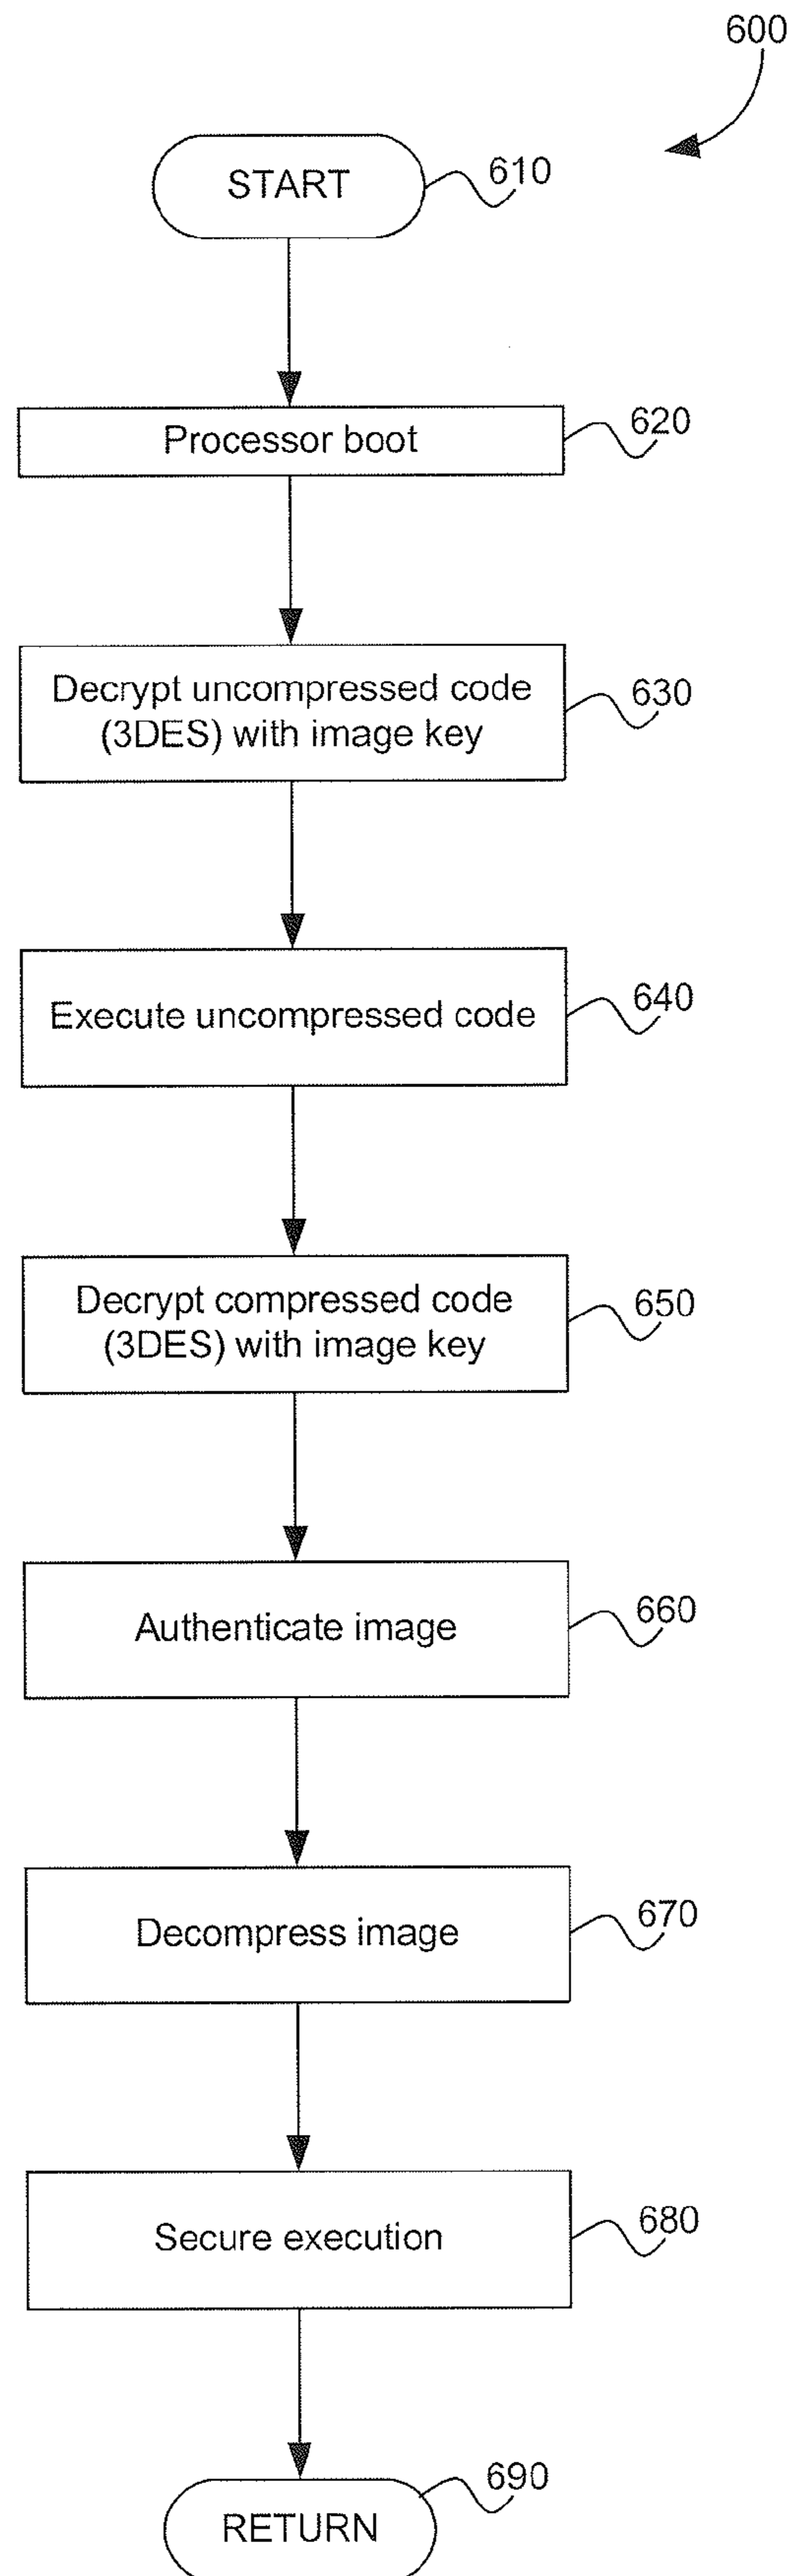 600
START
610
Processor boot
620
Decrypt uncompressed code
(3DES) with image key
630
Execute uncompressed code
640
Decrypt compressed code
(3DES) with image key
650
Authenticate image
660
Decompress image
670
Secure execution
680
RETURN
690